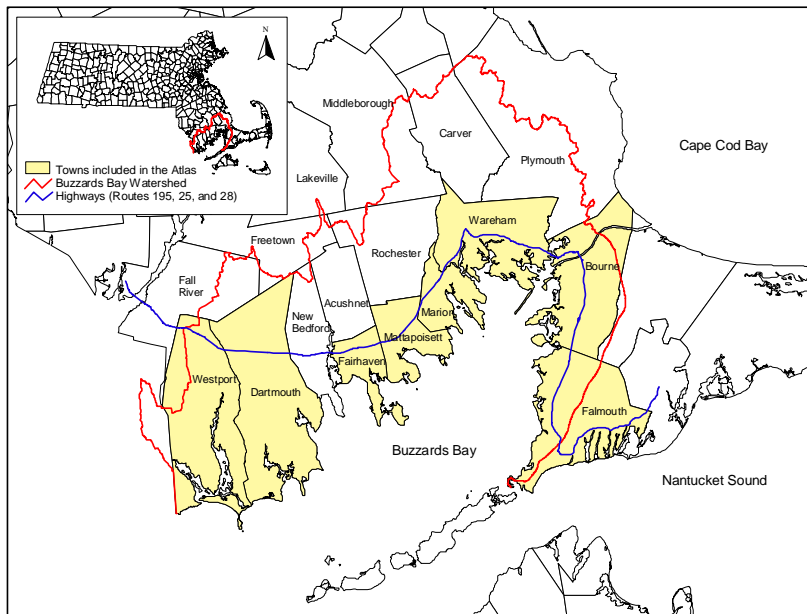 N
Towns included in the Atlas
Buzzards Bay Watershed
Highways (Routes 195, 25, and 28)
Middleborough
Carver
Plymouth
Cape Cod Bay
Lakeville
Wareham
Freetown
Rochester
Bourne
Fall
River
Acushnet
New
Bedford
Marion
Mattapoisett
Fairhaven
Westport
Dartmouth
Falmouth
Buzzards Bay
Nantucket Sound